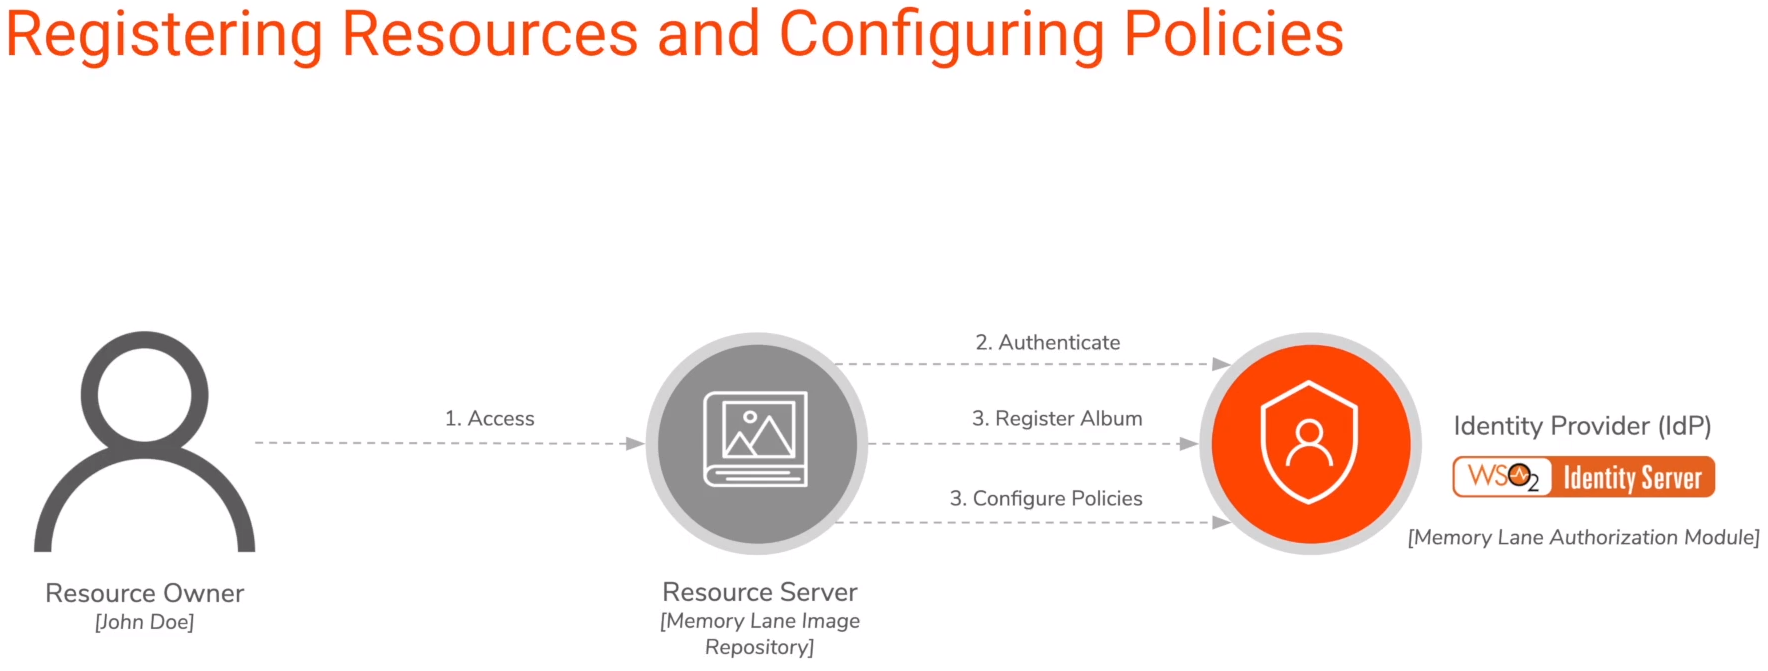 Registering Resources and Configuring Policies
1. Access
2. Authenticate
3. Register Album
3. Configure Policies
Resource Owner
[John Doe]
Resource Server
[Memory Lane Image
Repository]
Identity Provider (IdP)
WSO2 Identity Server
[Memory Lane Authorization Module]